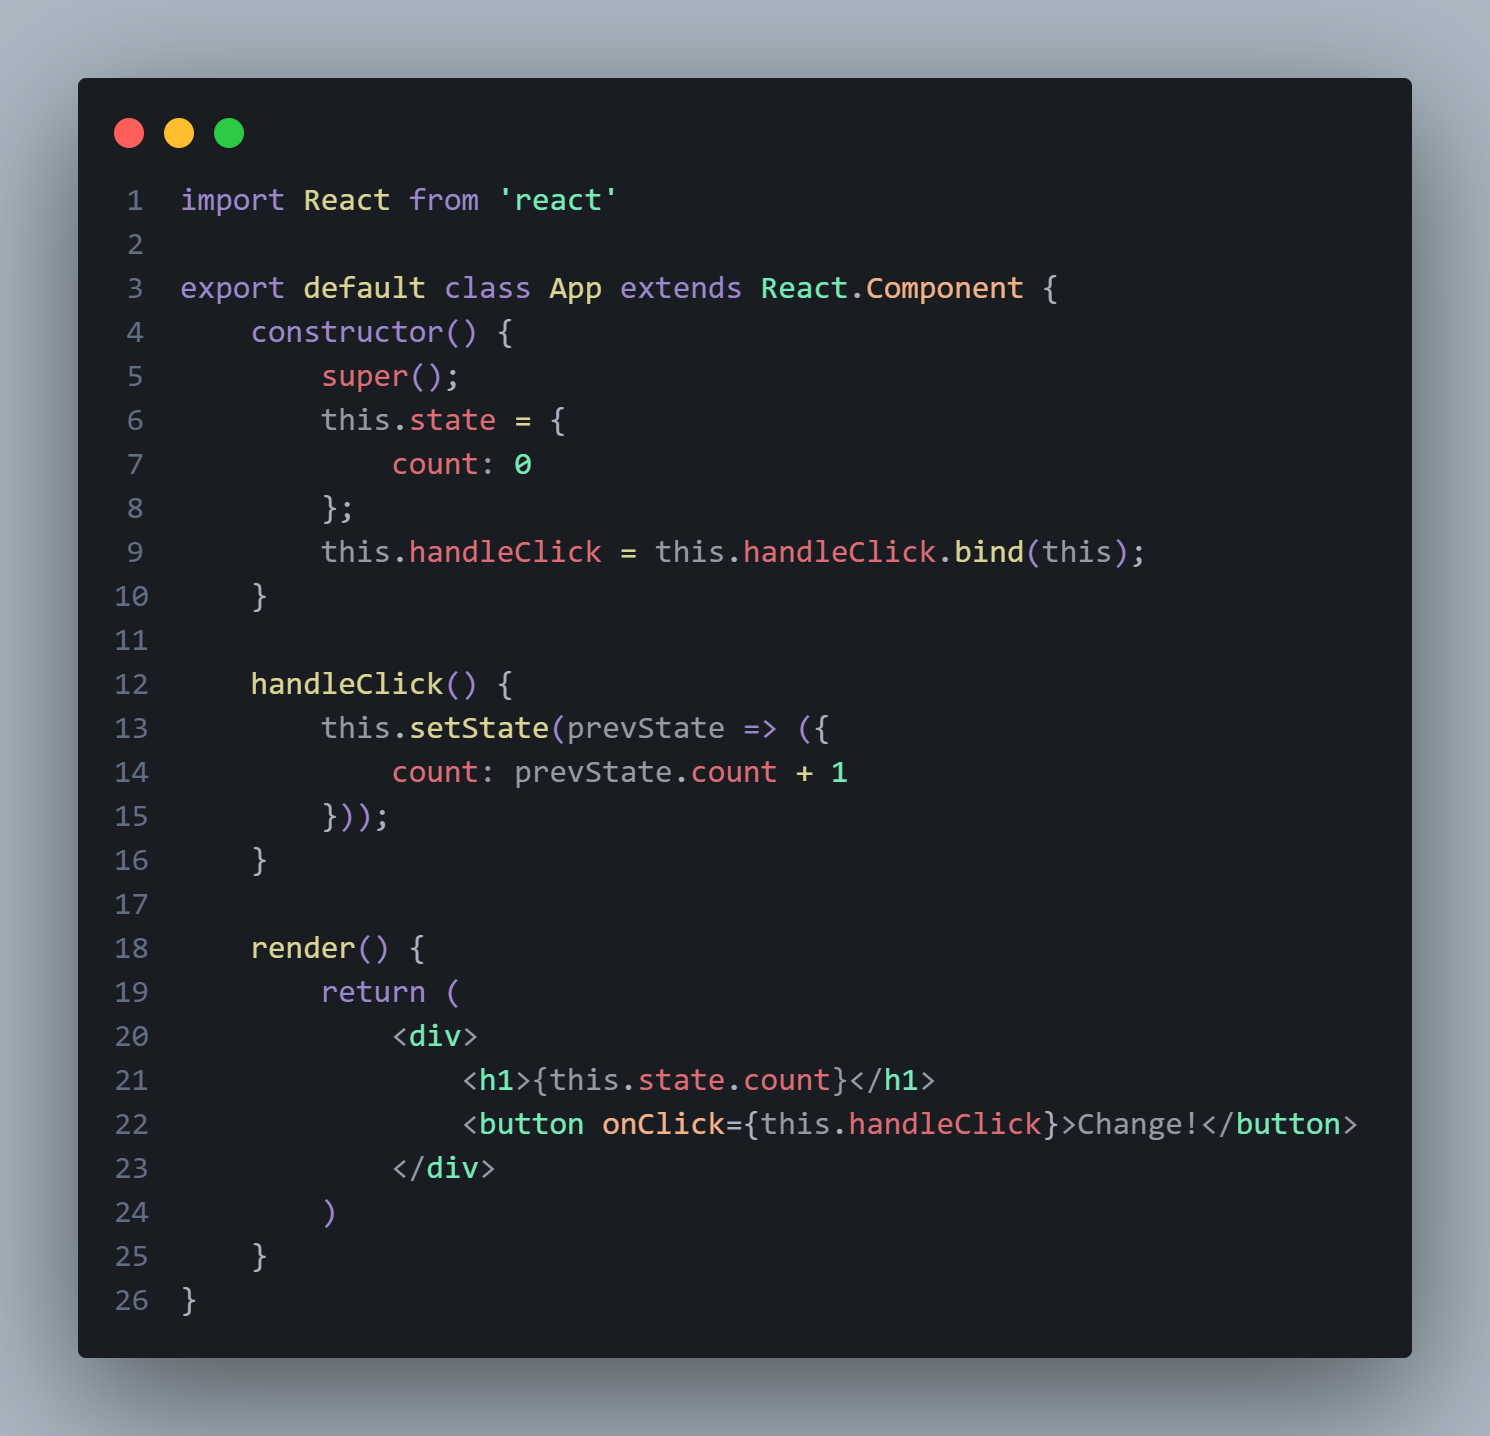 1 import React from 'react'
2
3 export default class App extends React.Component {
4     constructor() {
5         super();
6         this.state = {
7             count: 0
8         };
9         this.handleClick = this.handleClick.bind(this);
10     }
11
12     handleClick() {
13         this.setState(prevState => ({
14             count: prevState.count + 1
15         }));
16     }
17
18     render() {
19         return (
20             <div>
21                 <h1>{this.state.count}</h1>
22                 <button onClick={this.handleClick}>Change!</button>
23             </div>
24         )
25     }
26 }